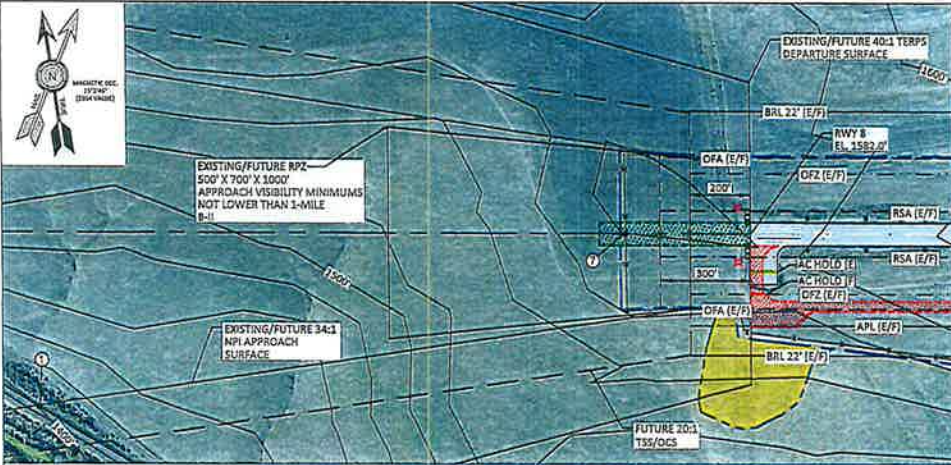 N
MAGNETIC DEC.
EXISTING/FUTURE 40:1 TERPS
DEPARTURE SURFACE
1600'
BRL 22' (E/F)
RWY 8
EL. 1582.0'
EXISTING/FUTURE RPZ
500' X 700' X 1000'
APPROACH VISIBILITY MINIMUMS
NOT LOWER THAN 1-MILE
B-II
OFA (E/F)
OFZ (E/F)
200'
RSA (E/F)
7
RSA (E/F)
1500'
300'
AC HOLD (E)
AC HOLD (F)
OFZ (E/F)
OFA (E/F)
APL (E/F)
EXISTING/FUTURE 34:1
NPI APPROACH
SURFACE
BRL 22' (E/F)
1
1400'
FUTURE 20:1
TSS/OCS